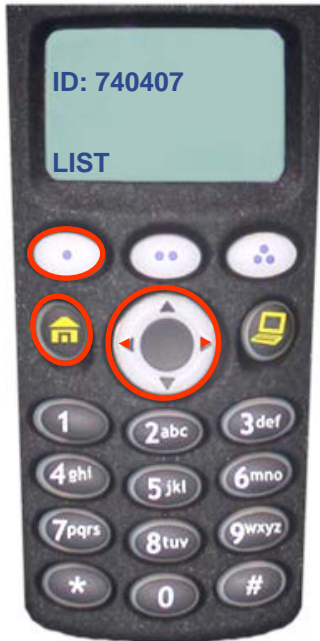 ID: 740407
LIST
1
2abc
3def
4ghi
5jkl
6mno
7pqrs
8tuv
9wxyz
*
0
#